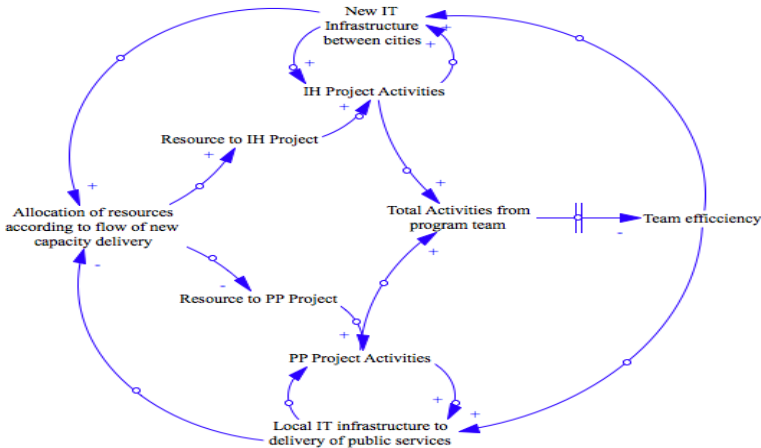 New IT
Infrastructure
between cities
+
+
+
IH Project Activities
+
Resource to IH Project
+
+
+
Allocation of resources
according to flow of new
capacity delivery
Total Activities from
program team
Team efficciency
-
-
+
-
Resource to PP Project
+
PP Project Activities
+
+
Local IT infrastructure to
delivery of public services